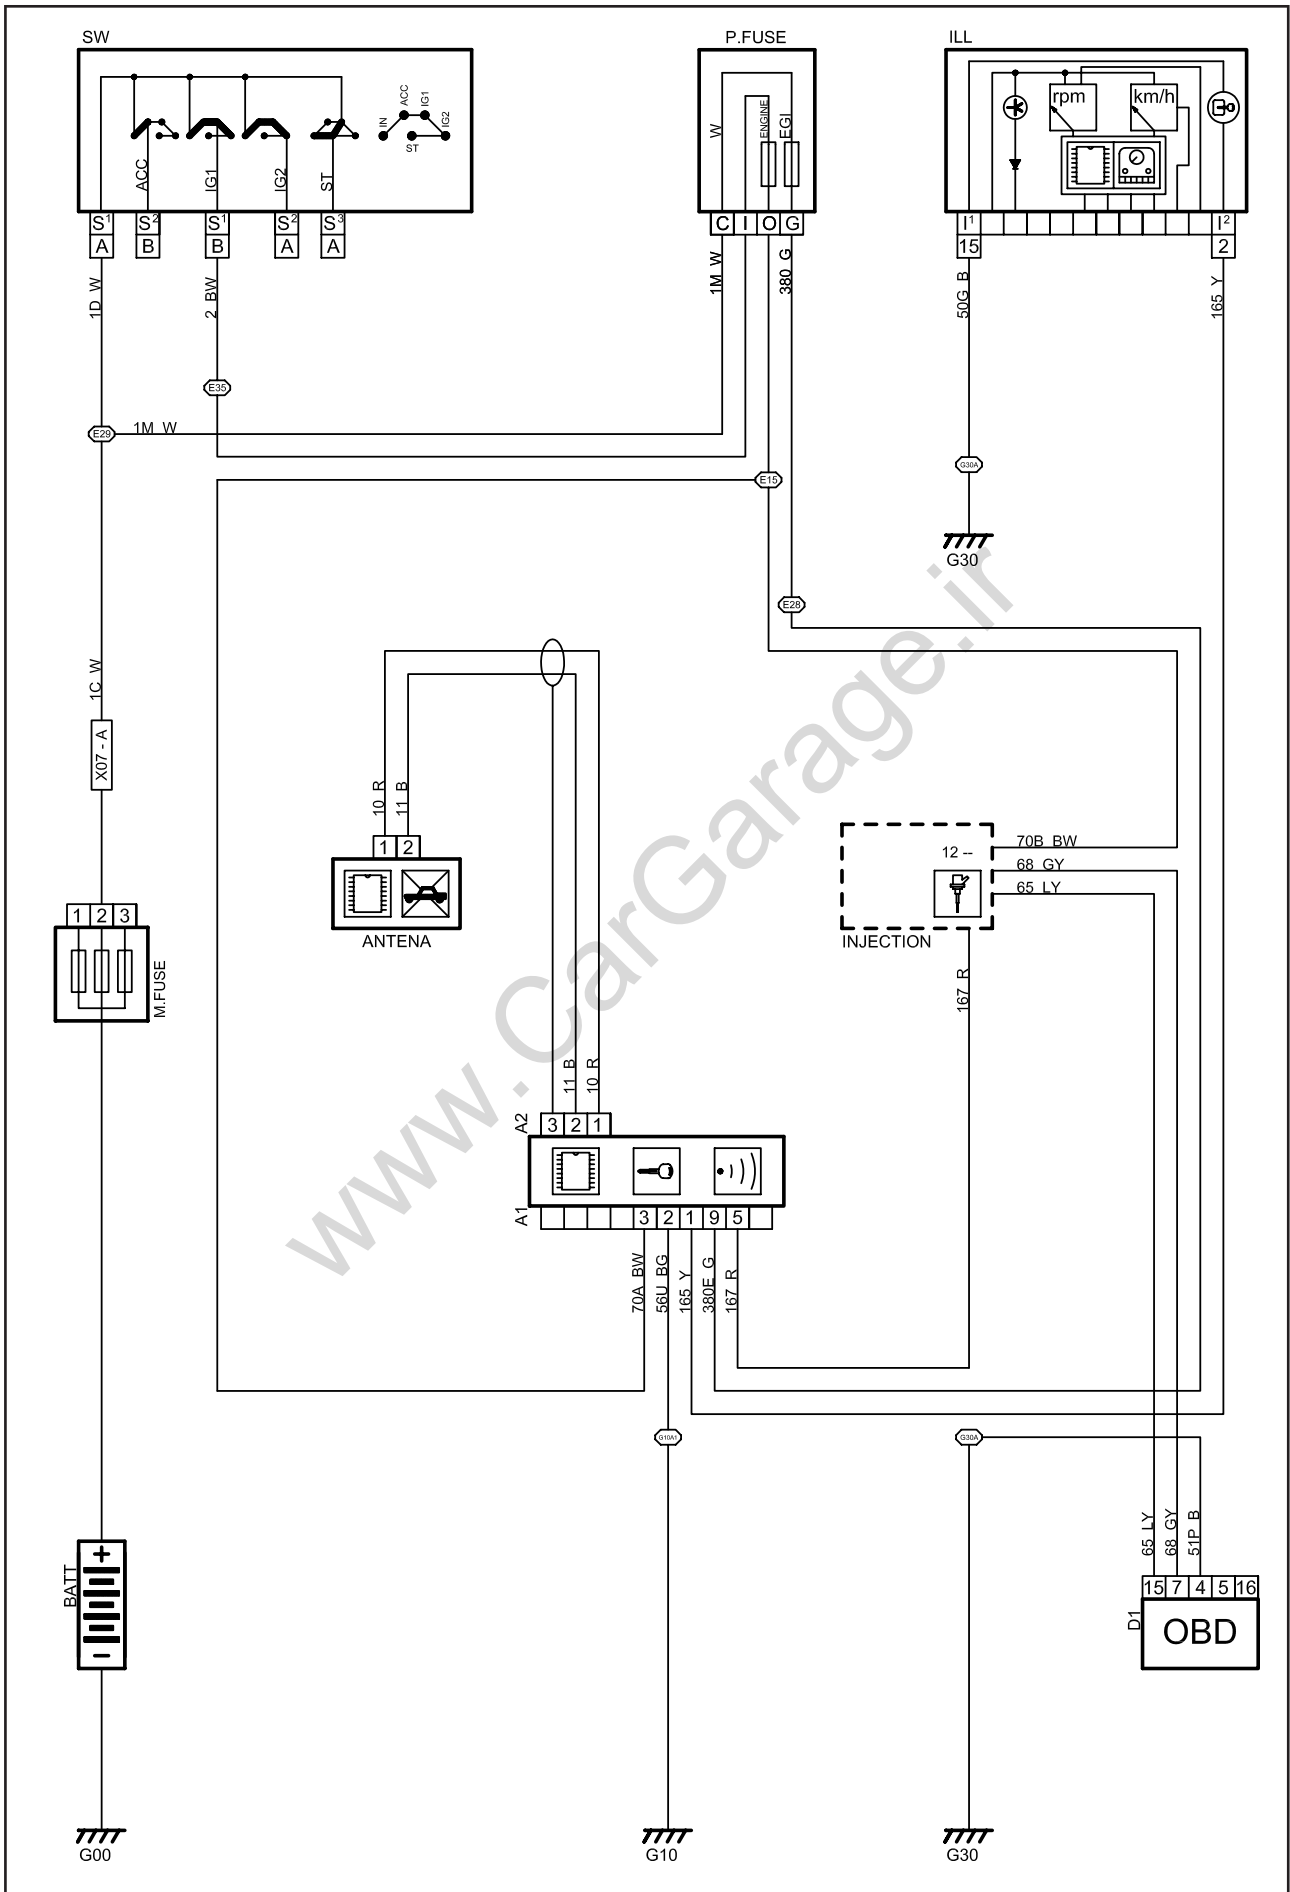 SW
P.FUSE
ILL
IN
ACC
IG1
IG2
ST
ACC
IG1
IG2
ST
W
ENGINE
EGI
rpm
km/h
S1
S2
S1
S2
S3
A
B
B
A
A
C
I
O
G
I1
I2
15
2
1D W
2 BW
1M W
380 G
50G B
165 Y
E35
E29
1M W
E15
G30A
G30
E28
1C W
X07 - A
10 R
11 B
1
2
ANTENA
12 --
INJECTION
70B BW
68 GY
65 LY
167 R
1
2
3
M.FUSE
11 B
10 R
A2
3
2
1
A1
3
2
1
9
5
70A BW
56U BG
165 Y
380E G
167 R
G10A1
G30A
65 LY
68 GY
51P B
15
7
4
5
16
D1
OBD
BATT
+
–
G00
G10
G30
www.CarGarage.ir